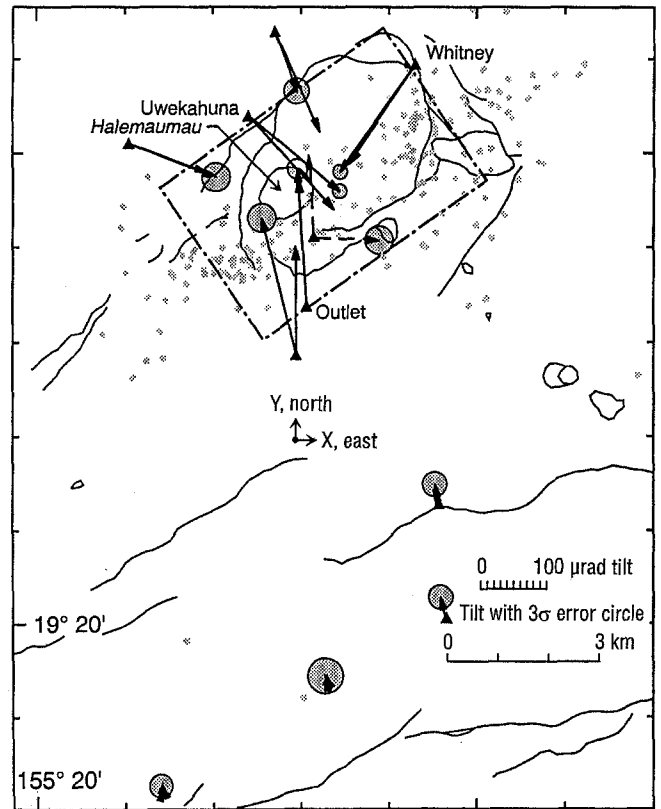 Whitney
Uwekahuna
Halemaumau
Outlet
Y, north
X, east
0 100 μrad tilt
19° 20'
Tilt with 3σ error circle
0 3 km
155° 20'